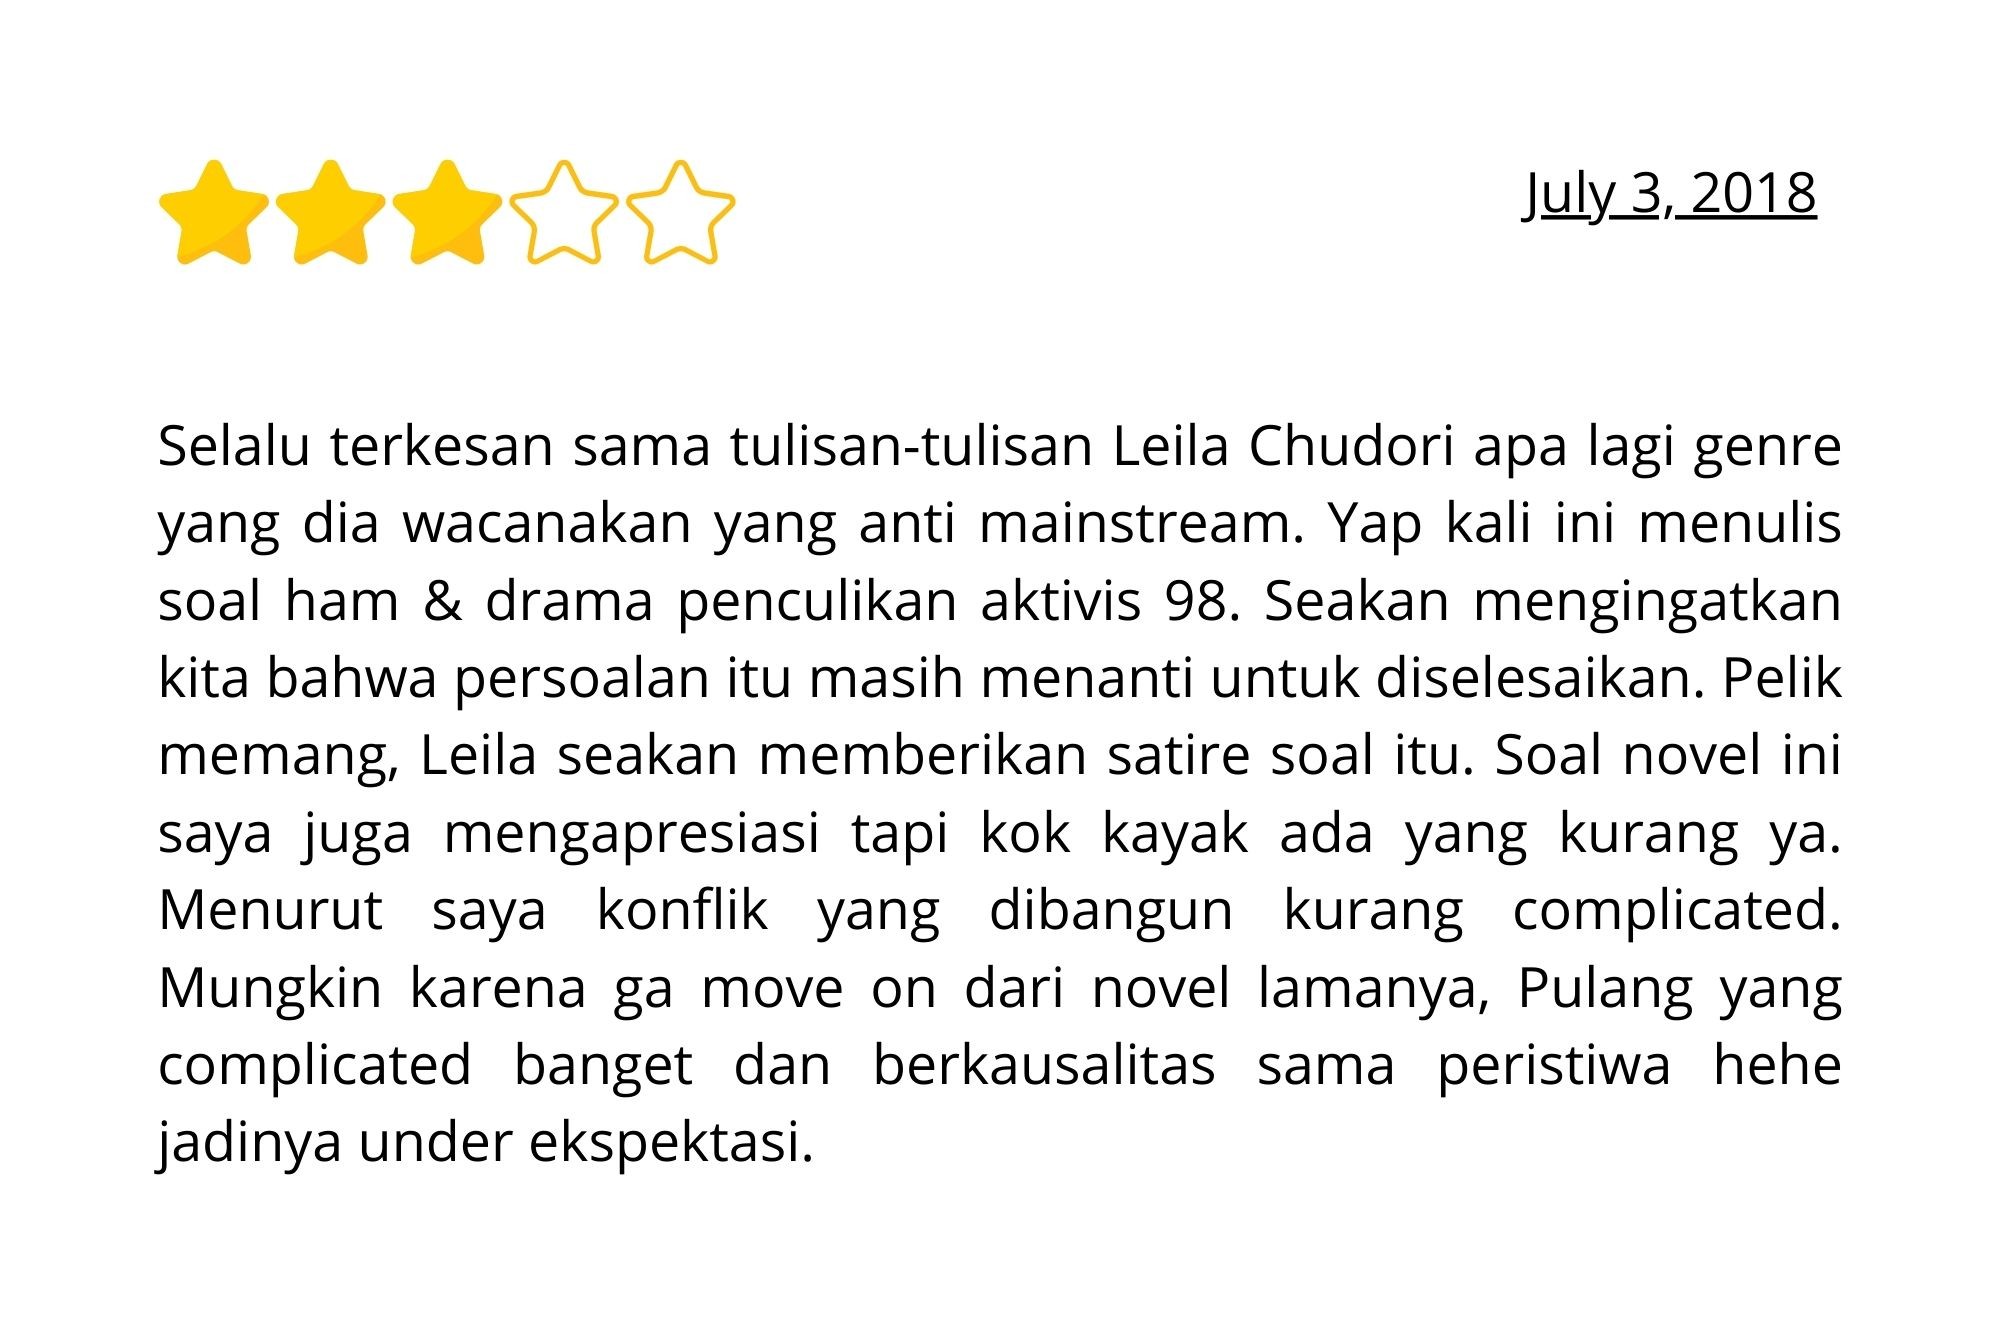 July 3, 2018
Selalu terkesan sama tulisan-tulisan Leila Chudori apa lagi genre
yang dia wacanakan yang anti mainstream. Yap kali ini menulis
soal ham & drama penculikan aktivis 98. Seakan mengingatkan
kita bahwa persoalan itu masih menanti untuk diselesaikan. Pelik
memang, Leila seakan memberikan satire soal itu. Soal novel ini
saya juga mengapresiasi tapi kok kayak ada yang kurang ya.
Menurut saya konflik yang dibangun kurang complicated.
Mungkin karena ga move on dari novel lamanya, Pulang yang
complicated banget dan berkausalitas sama peristiwa hehe
jadinya under ekspektasi.